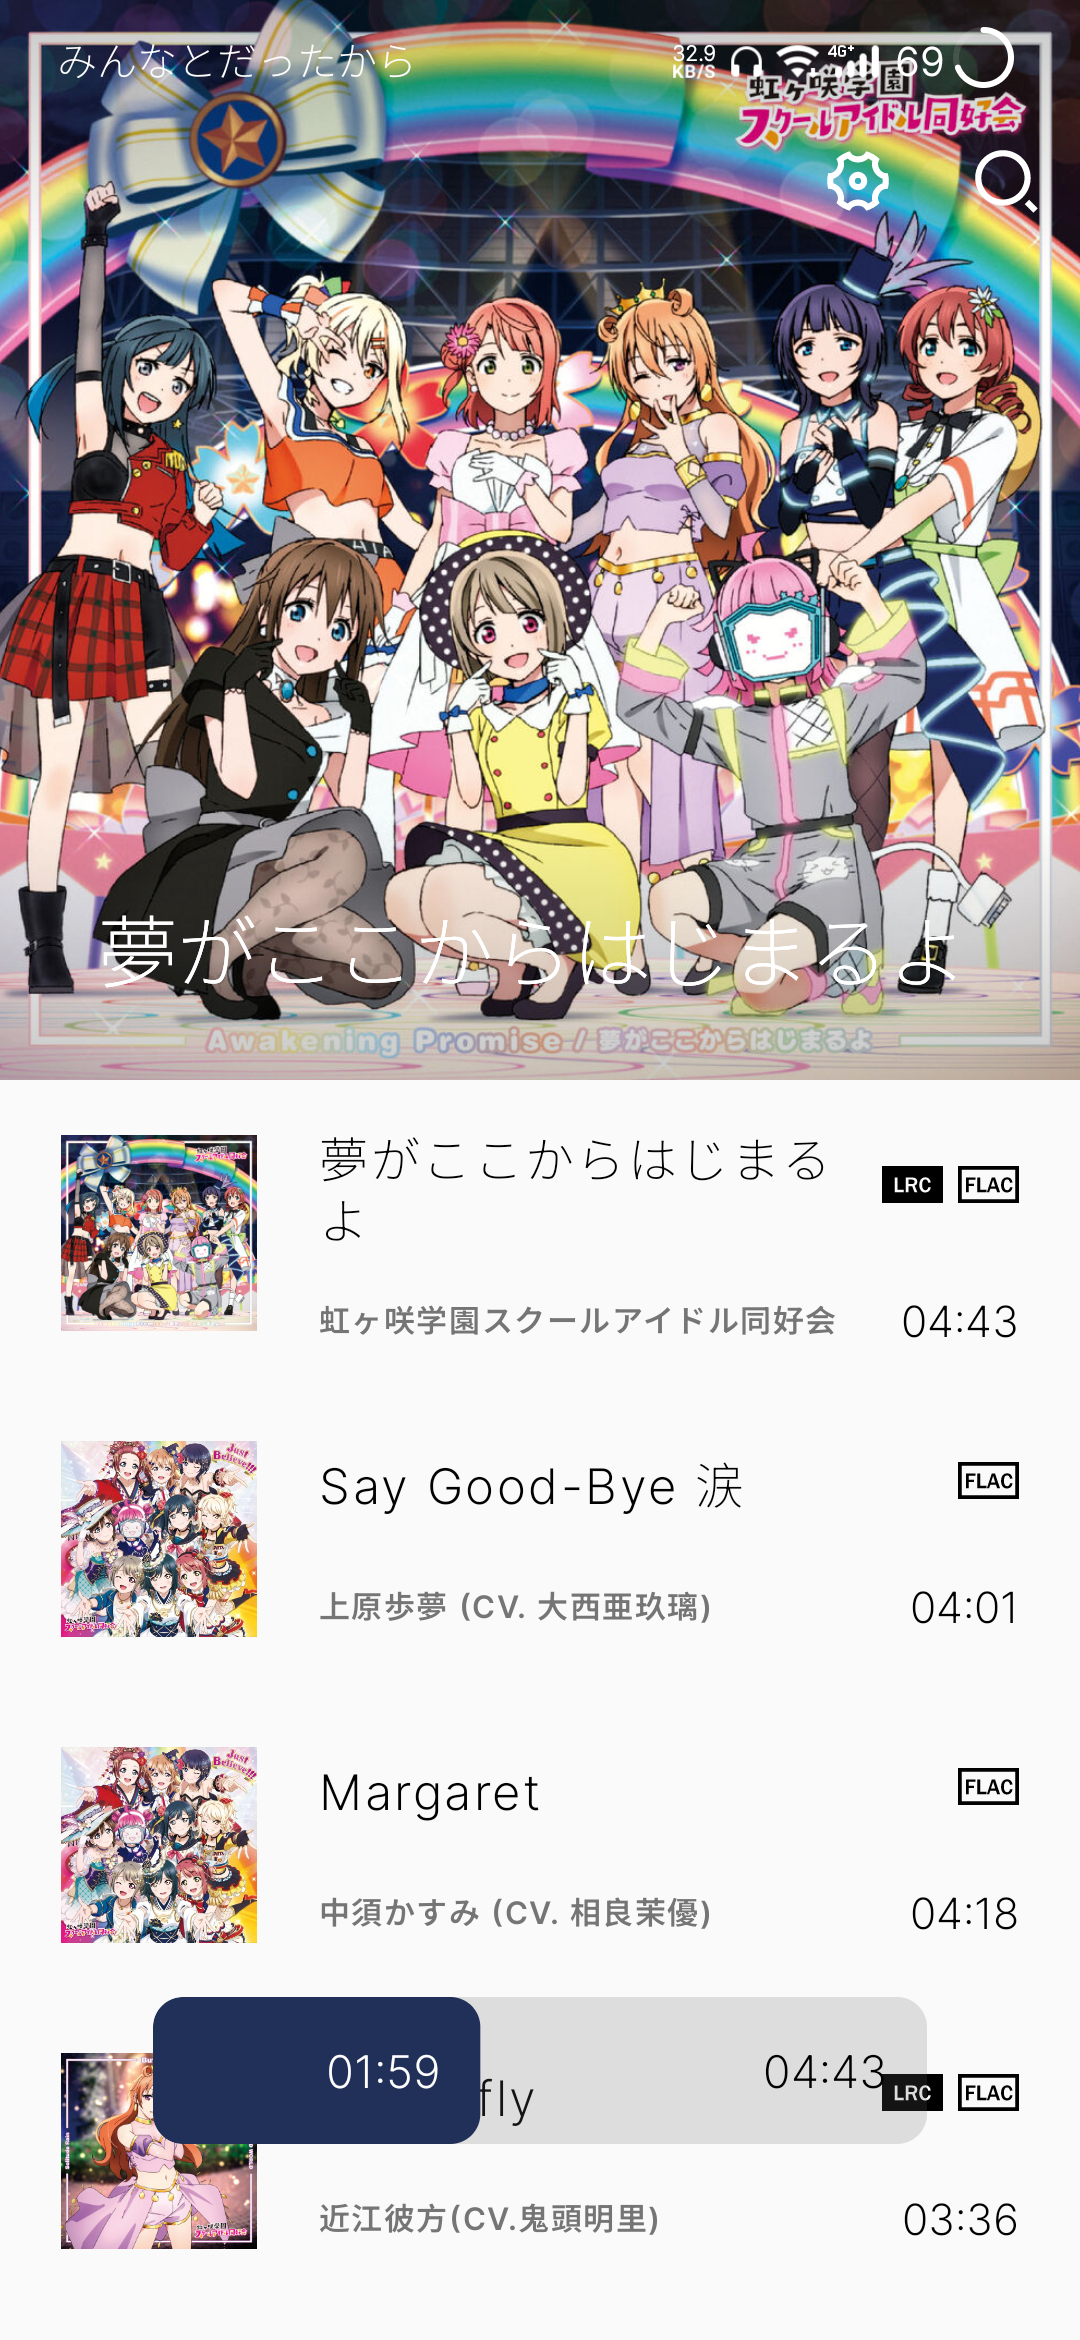 みんなとだったから
32.9
KB/S
4G+
69
虹ヶ咲学園
スクールアイドル同好会
夢がここからはじまるよ
Awakening Promise / 夢がここからはじまるよ
夢がここからはじまる
よ
LRC FLAC
虹ヶ咲学園スクールアイドル同好会
04:43
Just
Believe!!!
Say Good-Bye 涙
FLAC
上原歩夢 (CV. 大西亜玖璃)
04:01
Just
Believe!!!
Margaret
FLAC
中須かすみ (CV. 相良茉優)
04:18
01:59
04:43
fly
LRC FLAC
近江彼方(CV.鬼頭明里)
03:36